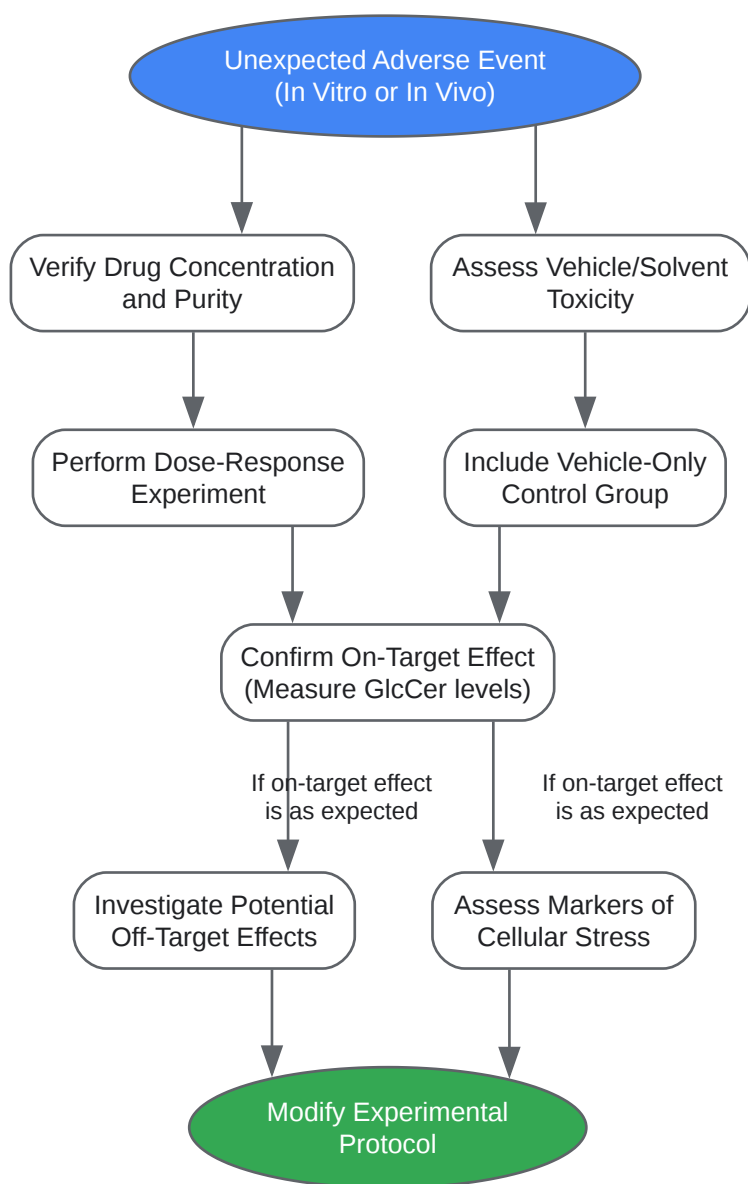 Unexpected Adverse Event
(In Vitro or In Vivo)
Verify Drug Concentration
and Purity
Assess Vehicle/Solvent
Toxicity
Perform Dose-Response
Experiment
Include Vehicle-Only
Control Group
Confirm On-Target Effect
(Measure GlcCer levels)
If on-target effect
is as expected
If on-target effect
is as expected
Investigate Potential
Off-Target Effects
Assess Markers of
Cellular Stress
Modify Experimental
Protocol